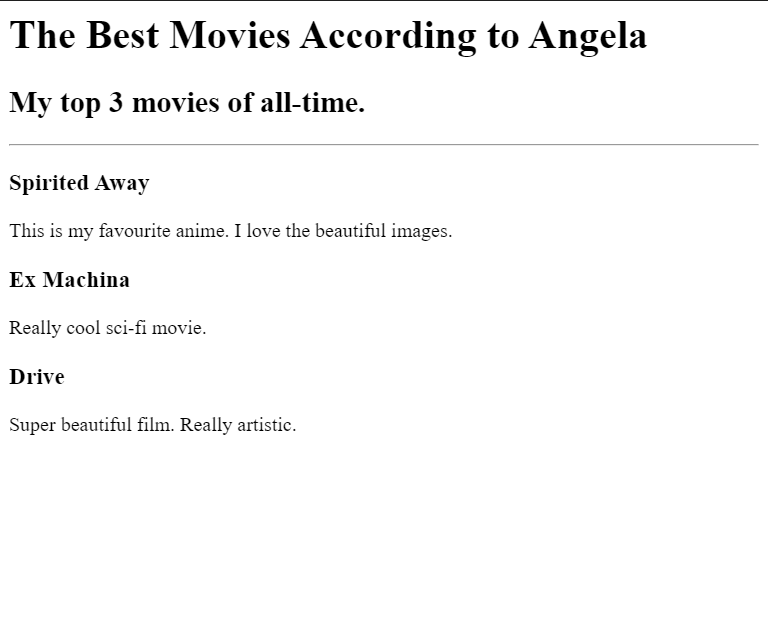 The Best Movies According to Angela
My top 3 movies of all-time.
Spirited Away
This is my favourite anime. I love the beautiful images.
Ex Machina
Really cool sci-fi movie.
Drive
Super beautiful film. Really artistic.